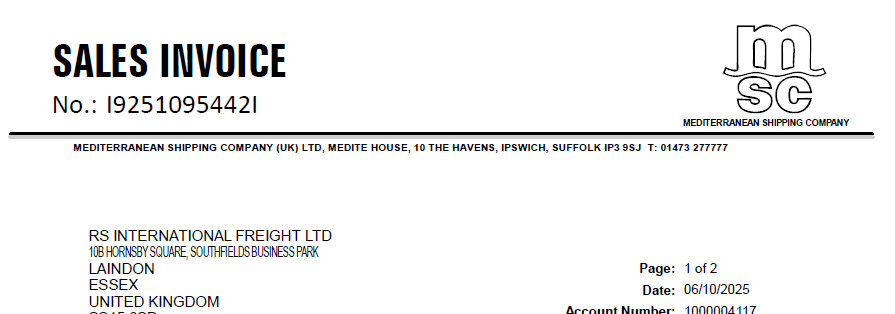 SALES INVOICE
No.: I9251095442I
msc
MEDITERRANEAN SHIPPING COMPANY
MEDITERRANEAN SHIPPING COMPANY (UK) LTD, MEDITE HOUSE, 10 THE HAVENS, IPSWICH, SUFFOLK IP3 9SJ T: 01473 277777
RS INTERNATIONAL FREIGHT LTD
10B HORNSBY SQUARE, SOUTHFIELDS BUSINESS PARK
LAINDON
ESSEX
UNITED KINGDOM
Page: 1 of 2
Date: 06/10/2025
Account Number: 1000004117